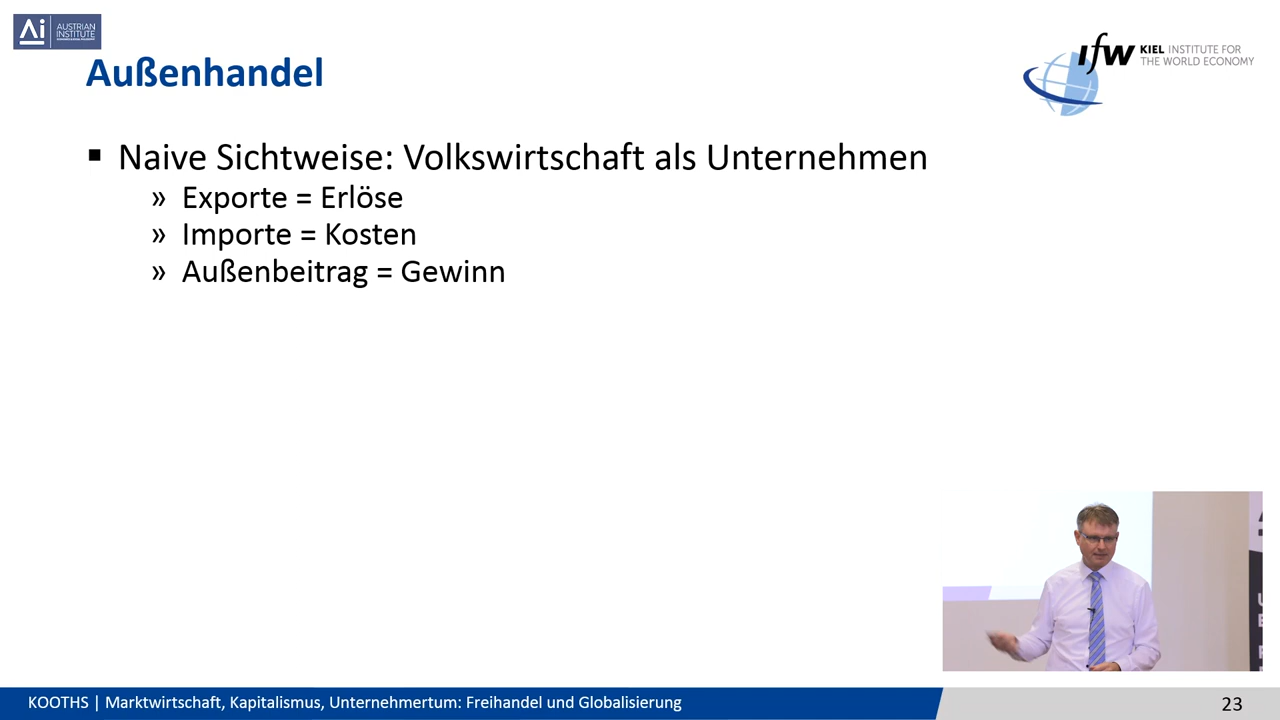 Ai
AUSTRIAN
INSTITUTE
Außenhandel
IfW
KIEL INSTITUTE FOR
THE WORLD ECONOMY
▪ Naive Sichtweise: Volkswirtschaft als Unternehmen
» Exporte = Erlöse
» Importe = Kosten
» Außenbeitrag = Gewinn
KOOTHS | Marktwirtschaft, Kapitalismus, Unternehmertum: Freihandel und Globalisierung
23